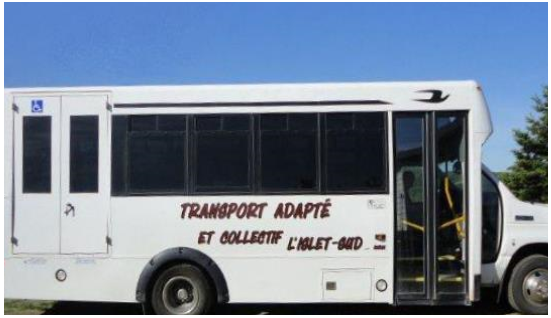 TRANSPORT ADAPTÉ
ET COLLECTIF L'ISLET-SUD